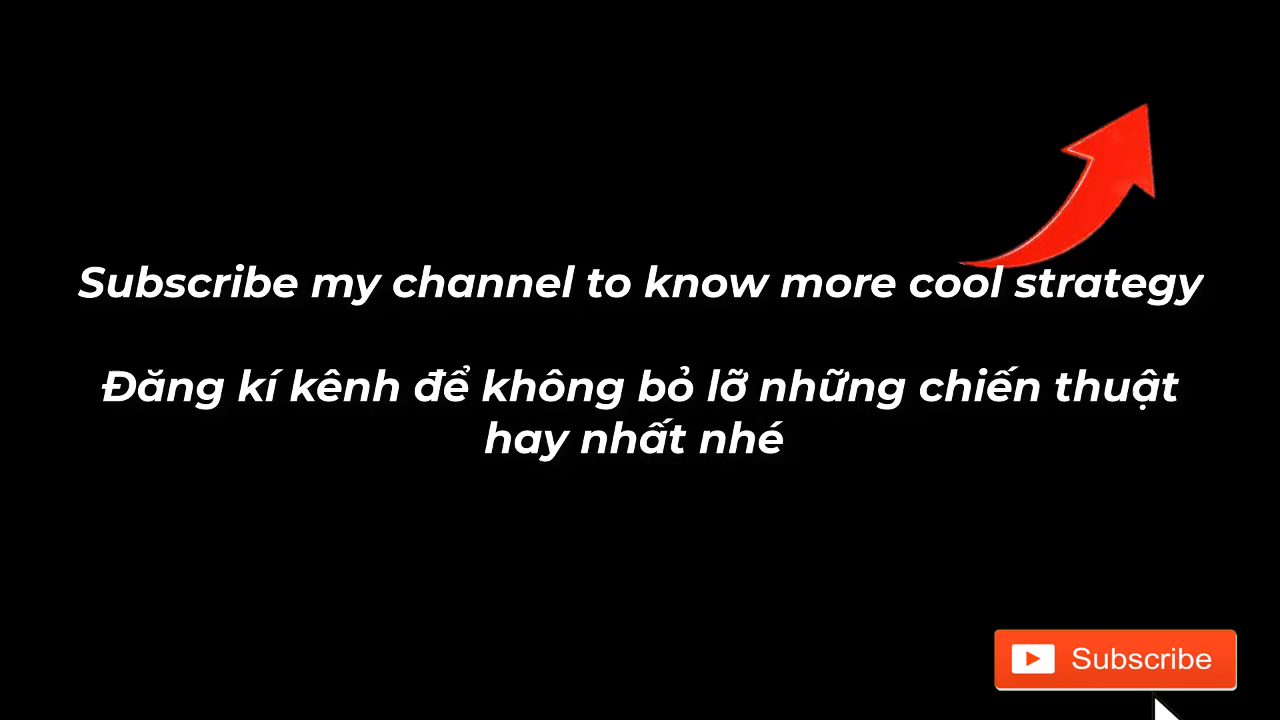 Subscribe my channel to know more cool strategy
Đăng kí kênh để không bỏ lỡ những chiến thuật
hay nhất nhé
Subscribe